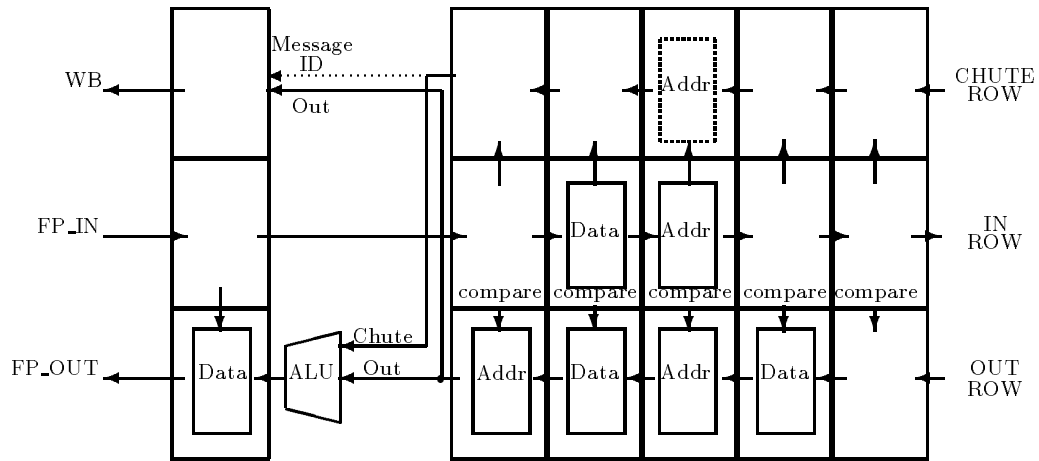 Message
ID
WB
Out
Addr
CHUTE
ROW
FP_IN
Data
Addr
IN
ROW
compare compare compare compare compare
FP_OUT
Data
ALU
Chute
Out
Addr
Data
Addr
Data
OUT
ROW